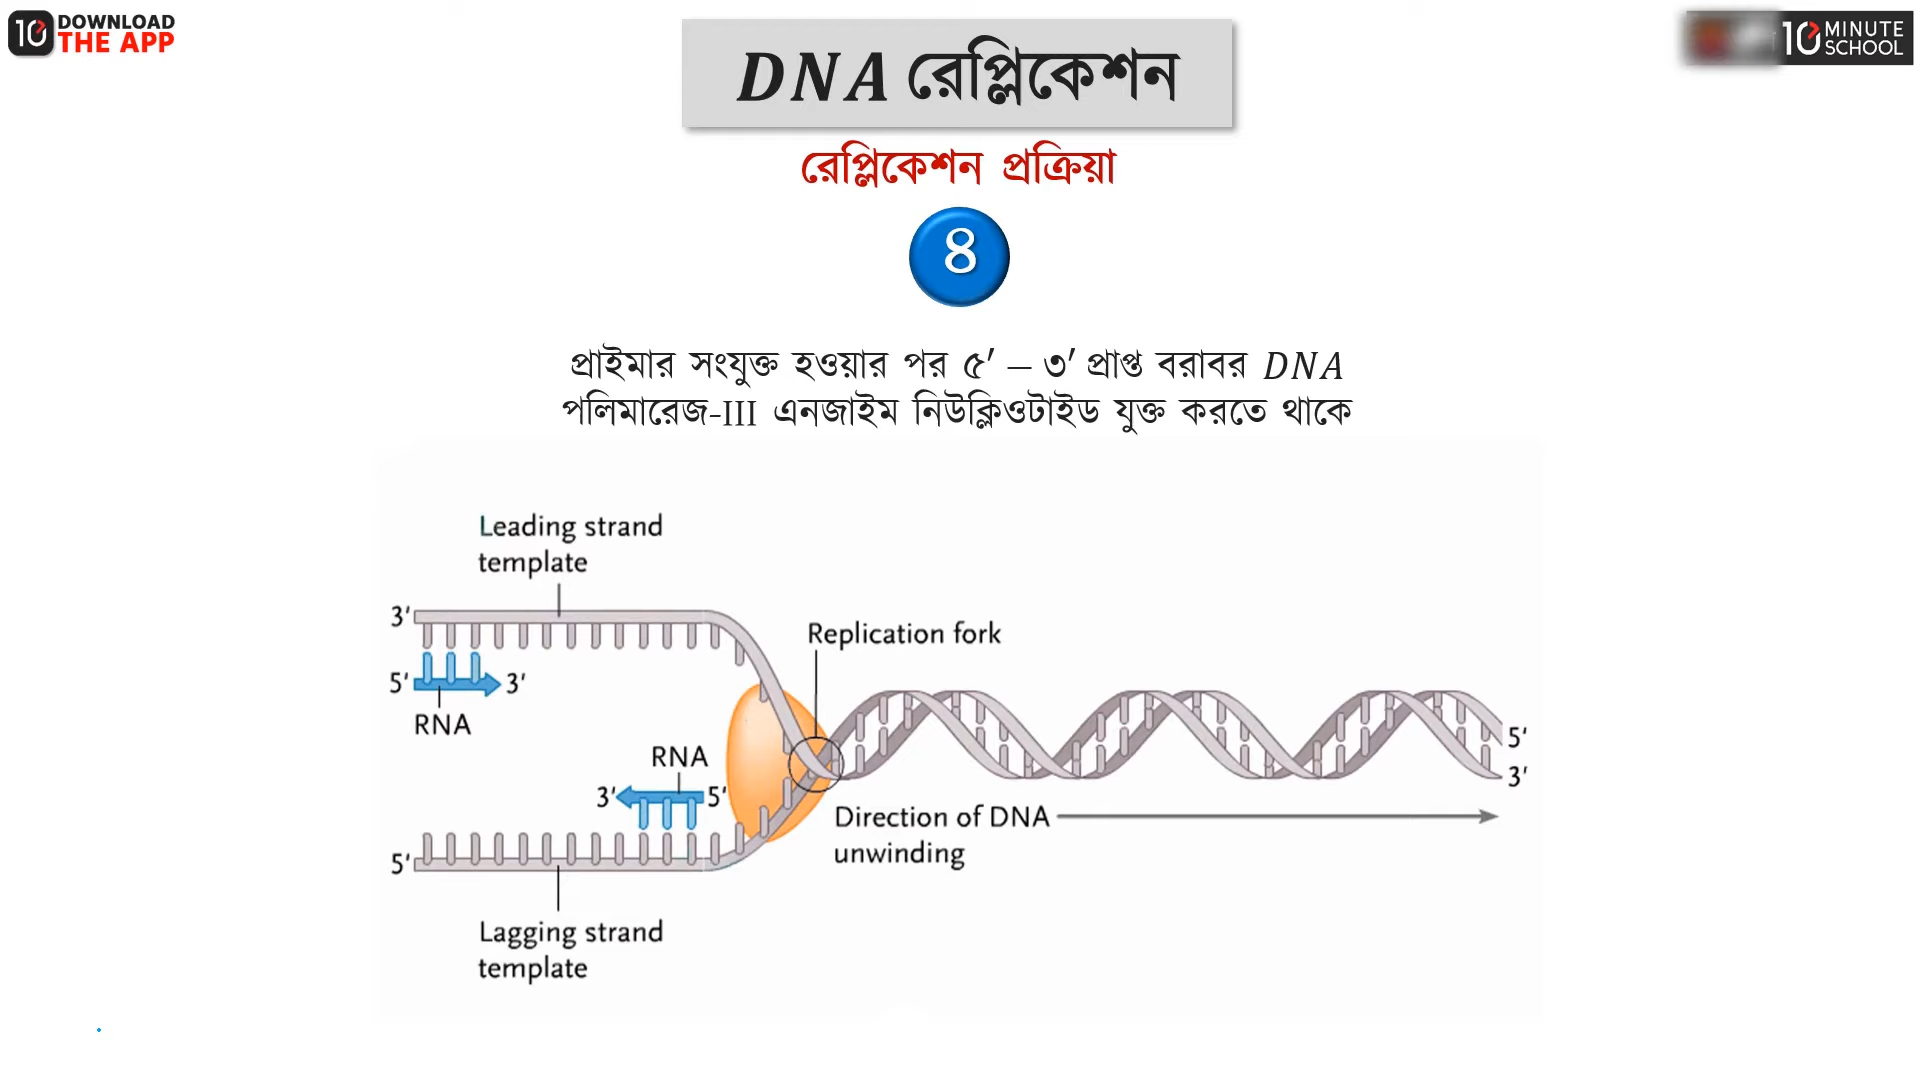 10 DOWNLOAD
THE APP
10 MINUTE
SCHOOL
DNA রেপ্লিকেশন
রেপ্লিকেশন প্রক্রিয়া
৪
প্রাইমার সংযুক্ত হওয়ার পর ৫′ – ৩′ প্রাপ্ত বরাবর DNA
পলিমারেজ-III এনজাইম নিউক্লিওটাইড যুক্ত করতে থাকে
Leading strand
template
3'
Replication fork
5' 3'
RNA
RNA
5'
3' 5'
3'
Direction of DNA
unwinding
5'
Lagging strand
template